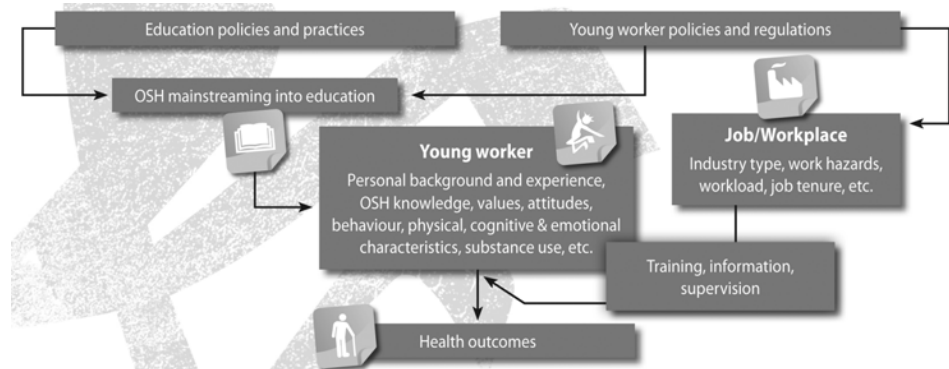 Education policies and practices
Young worker policies and regulations
OSH mainstreaming into education
Young worker
Personal background and experience,
OSH knowledge, values, attitudes,
behaviour, physical, cognitive & emotional
characteristics, substance use, etc.
Job/Workplace
Industry type, work hazards,
workload, job tenure, etc.
Training, information,
supervision
Health outcomes